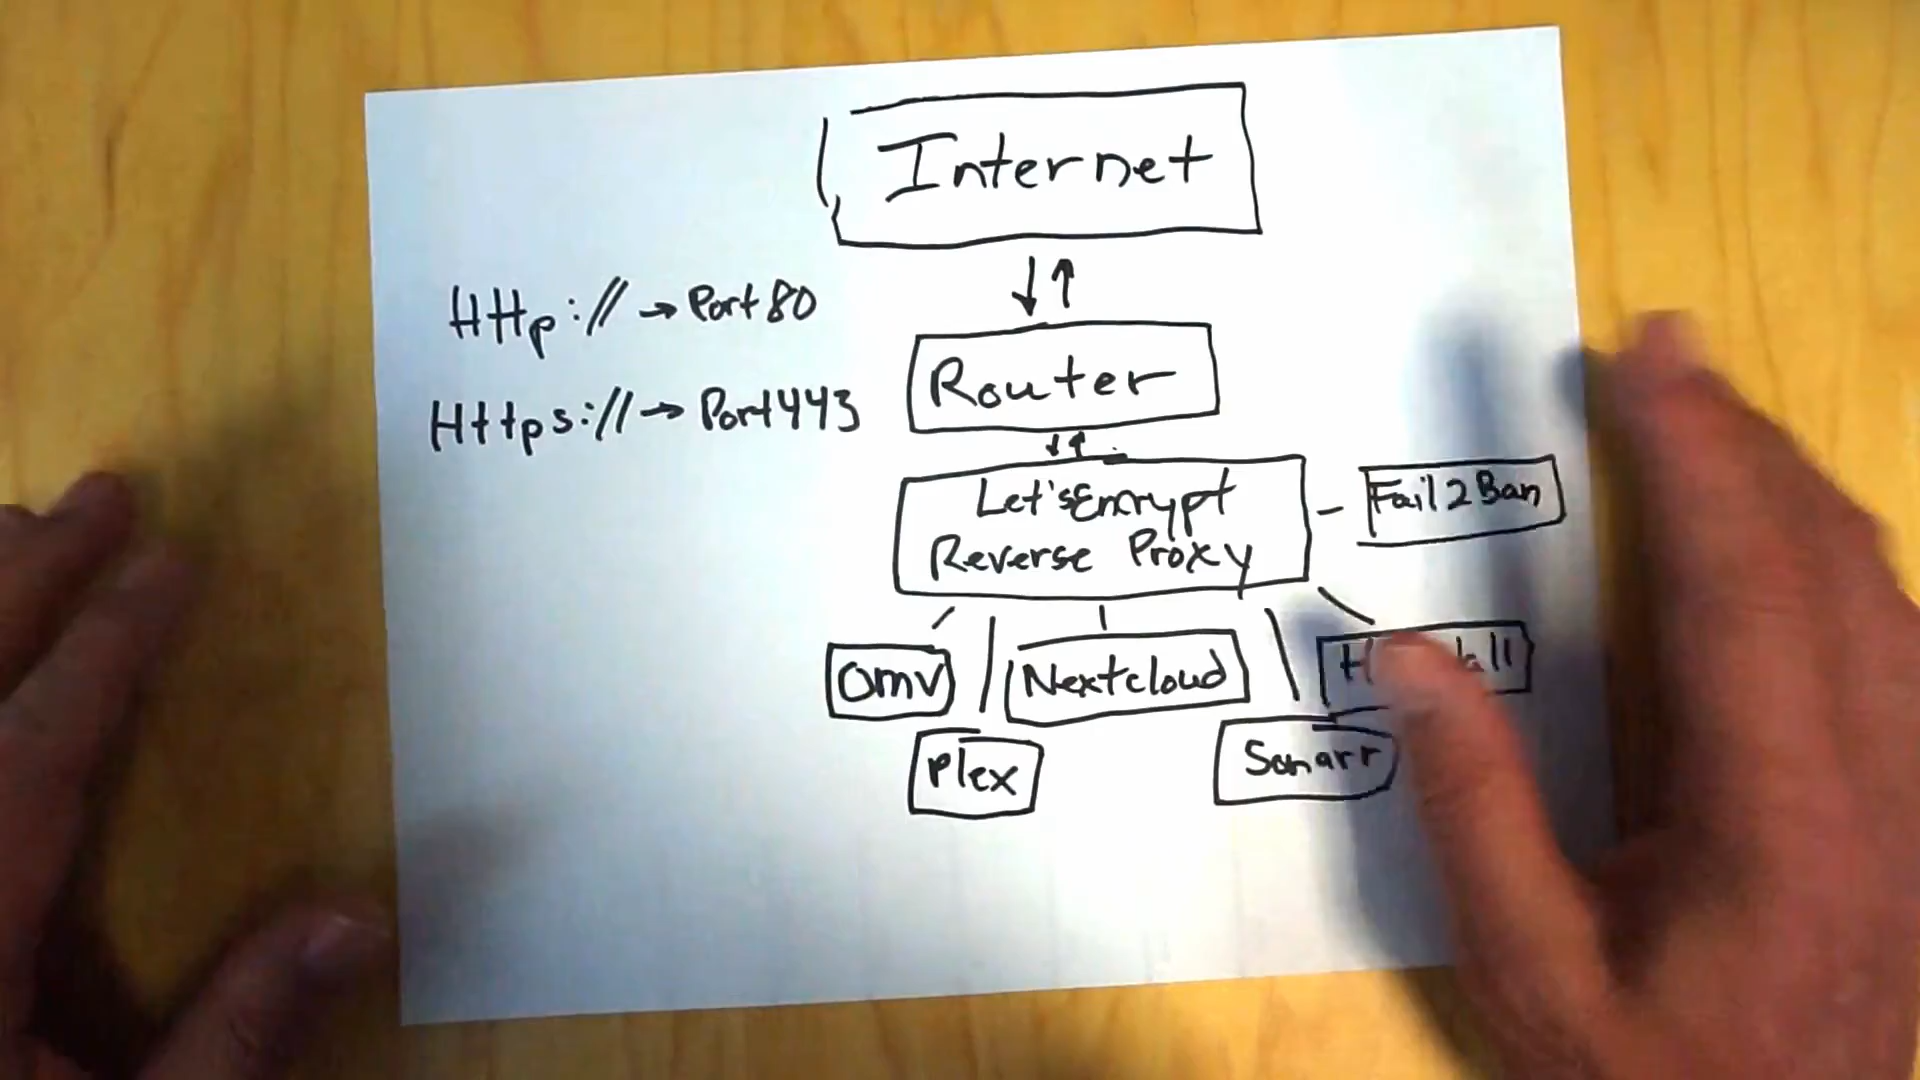 Internet
HTTp:// → Port 80
Https:// → Port 443
Router
Let's Encrypt
Reverse Proxy
Fail2Ban
omv
Nextcloud
Plex
Sonarr